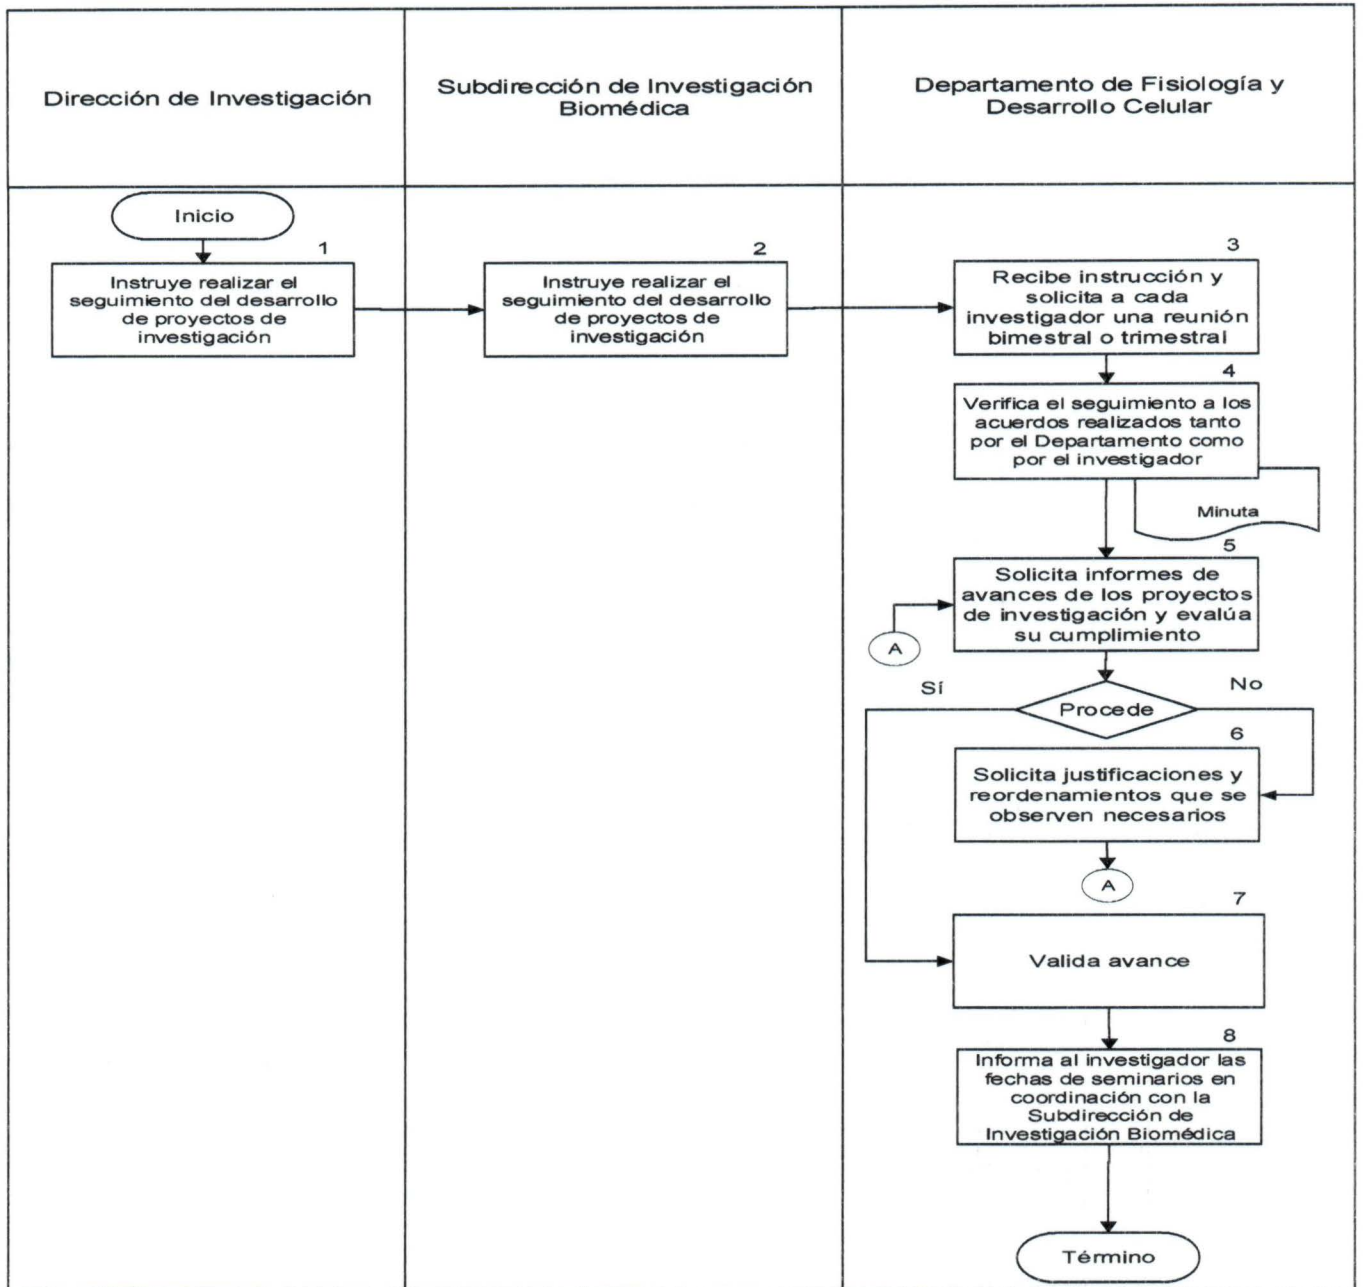 Dirección de Investigación
Subdirección de Investigación
Biomédica
Departamento de Fisiología y
Desarrollo Celular
Inicio
1
Instruye realizar el
seguimiento del desarrollo
de proyectos de
investigación
2
Instruye realizar el
seguimiento del desarrollo
de proyectos de
investigación
3
Recibe instrucción y
solicita a cada
investigador una reunión
bimestral o trimestral
4
Verifica el seguimiento a los
acuerdos realizados tanto
por el Departamento como
por el investigador
Minuta
5
Solicita informes de
avances de los proyectos
de investigación y evalúa
su cumplimiento
A
Sí
No
Procede
6
Solicita justificaciones y
reordenamientos que se
observen necesarios
A
7
Valida avance
8
Informa al investigador las
fechas de seminarios en
coordinación con la
Subdirección de
Investigación Biomédica
Término